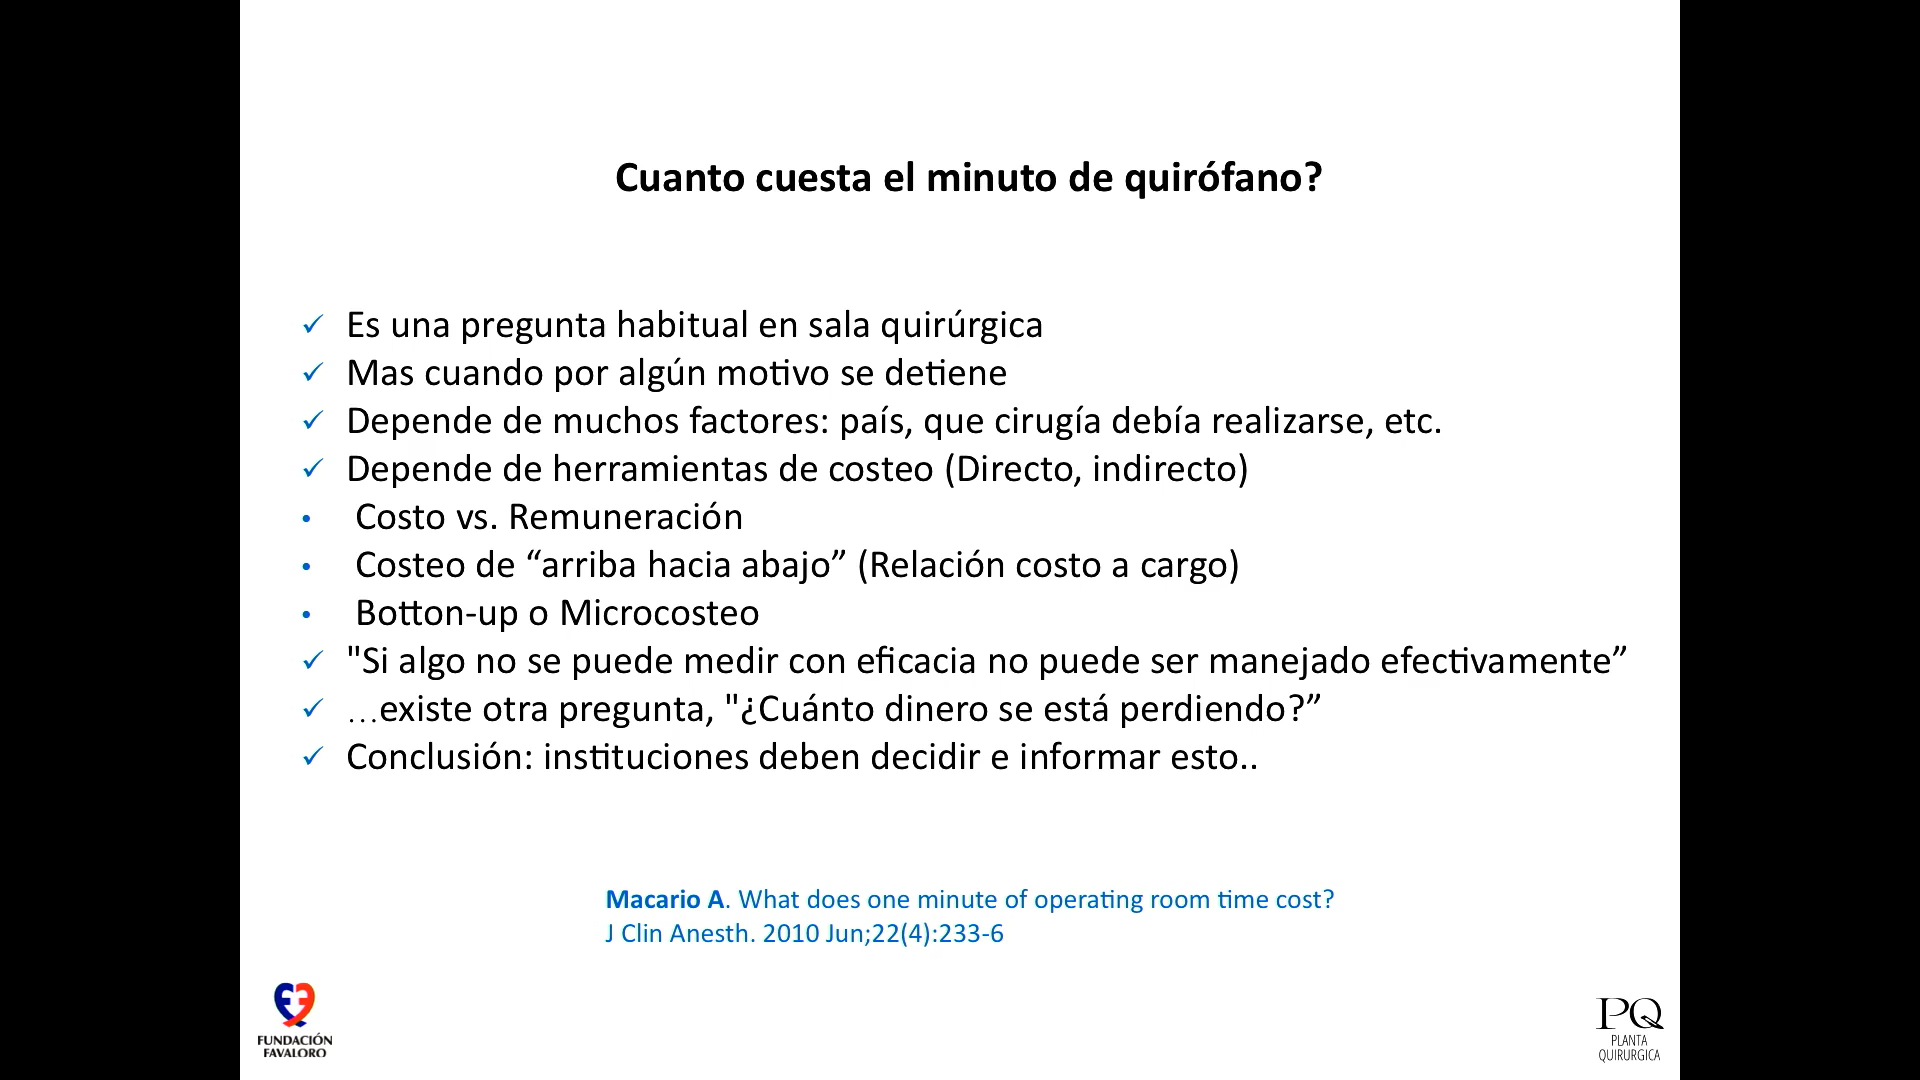 Cuanto cuesta el minuto de quirófano?
✓ Es una pregunta habitual en sala quirúrgica
✓ Mas cuando por algún motivo se detiene
✓ Depende de muchos factores: país, que cirugía debía realizarse, etc.
✓ Depende de herramientas de costeo (Directo, indirecto)
• Costo vs. Remuneración
• Costeo de “arriba hacia abajo” (Relación costo a cargo)
• Botton-up o Microcosteo
✓ "Si algo no se puede medir con eficacia no puede ser manejado efectivamente”
✓ ...existe otra pregunta, "¿Cuánto dinero se está perdiendo?”
✓ Conclusión: instituciones deben decidir e informar esto..
Macario A. What does one minute of operating room time cost?
J Clin Anesth. 2010 Jun;22(4):233-6
FUNDACIÓN
FAVALORO
PQ
PLANTA
QUIRURGICA